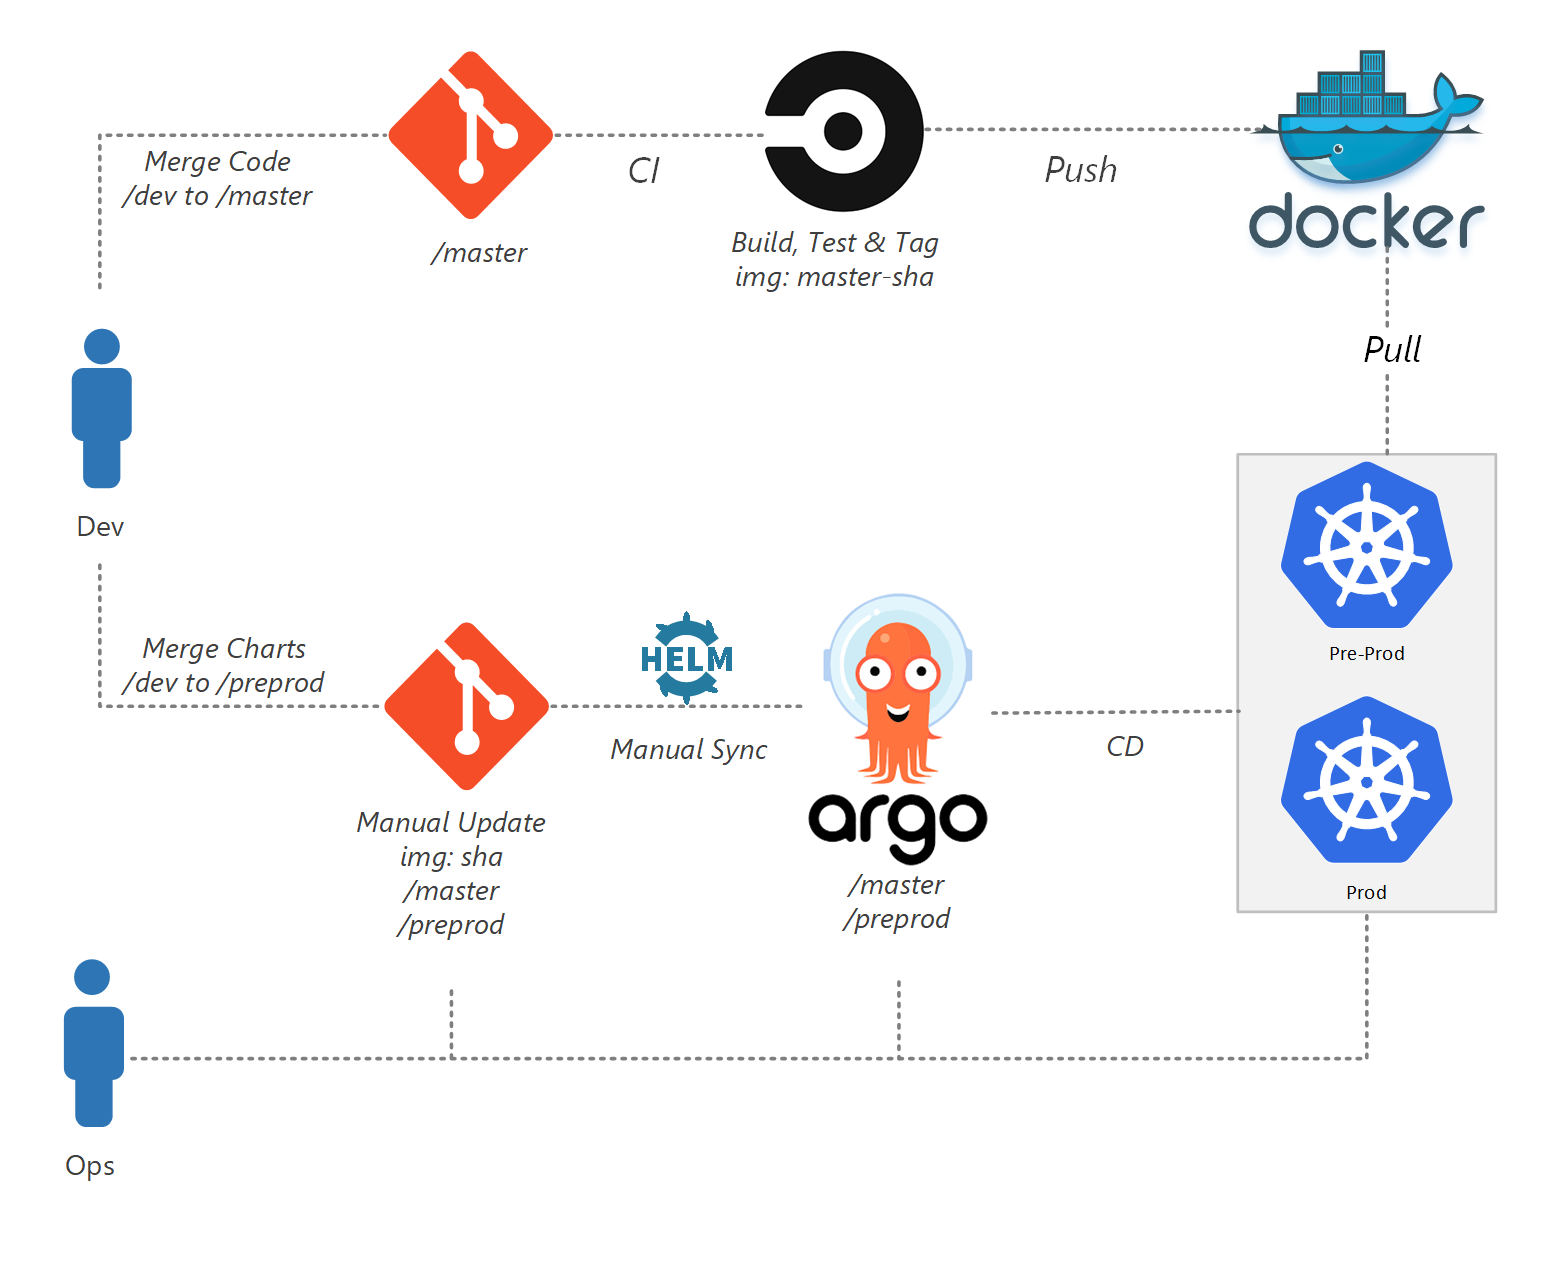 Merge Code
/dev to /master
/master
CI
Build, Test & Tag
img: master-sha
Push
docker
Pull
Dev
Merge Charts
/dev to /preprod
Manual Update
img: sha
/master
/preprod
HELM
Manual Sync
argo
/master
/preprod
CD
Pre-Prod
Prod
Ops